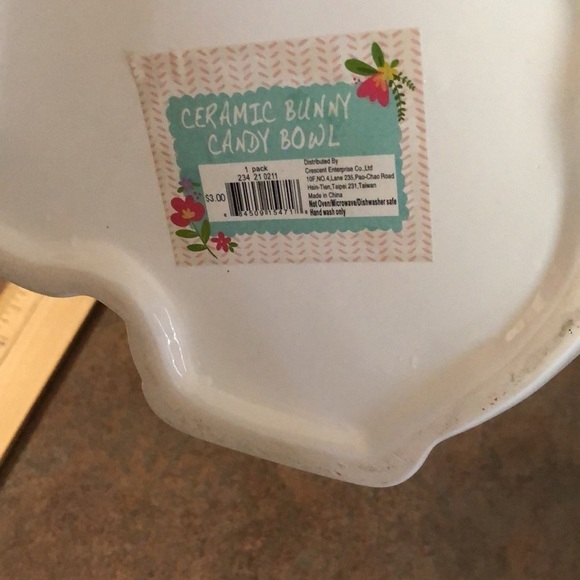 CERAMIC BUNNY
CANDY BOWL
1 pack
234 21 0211
$3.00
Distributed By
Crescent Enterprise Co.,Ltd
10F,NO.4,Lane 235,Pao-Chao Road
Hsin-Tien,Taipei 231,Taiwan
Made in China
Not Oven/Microwave/Dishwasher safe
Hand wash only